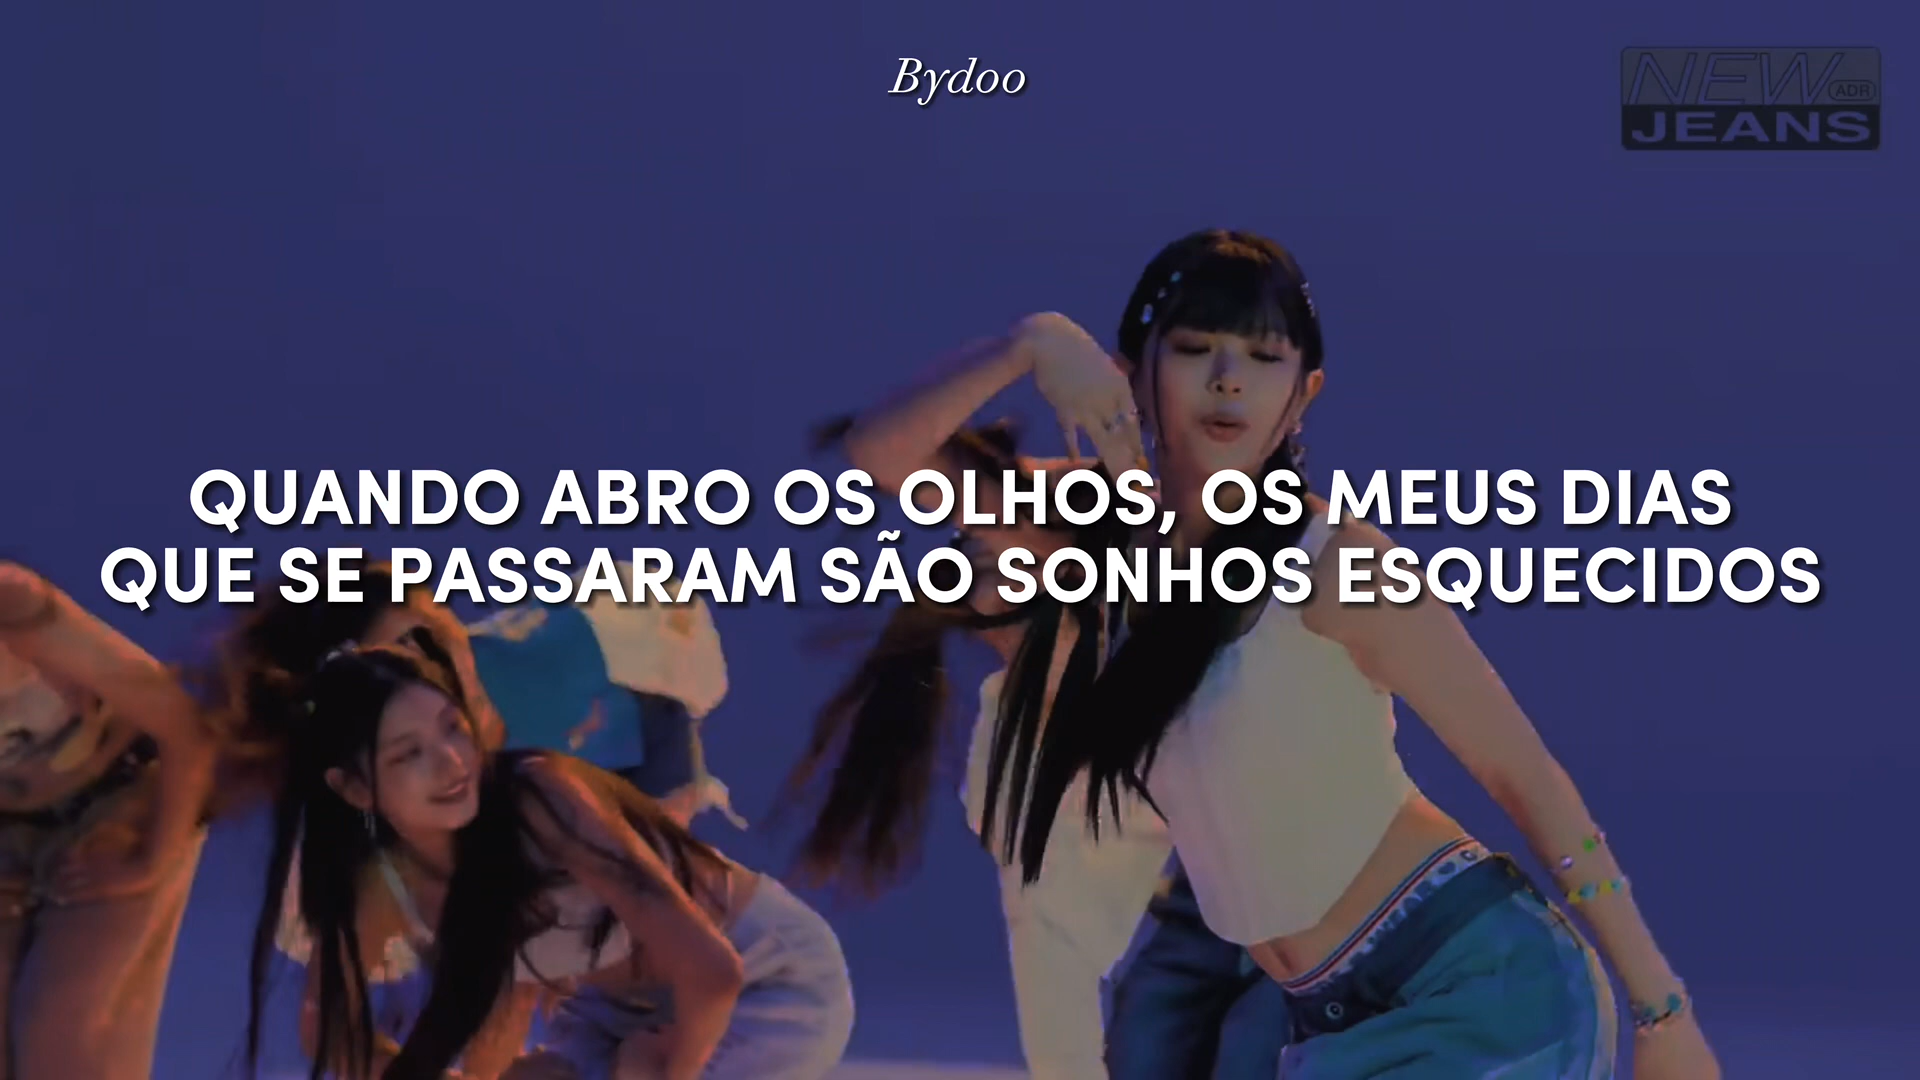 Bydoo
NEW
ADR
JEANS
QUANDO ABRO OS OLHOS, OS MEUS DIAS
QUE SE PASSARAM SÃO SONHOS ESQUECIDOS